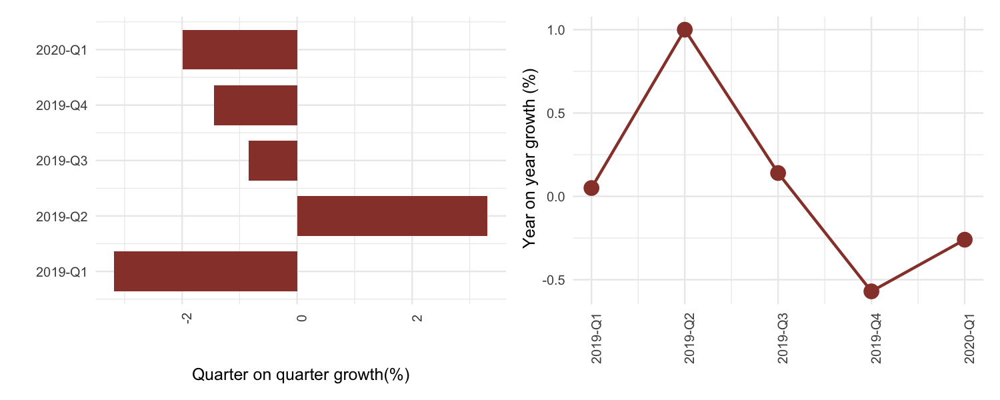 2020-Q1
2019-Q4
2019-Q3
2019-Q2
2019-Q1
-2
0
2
Quarter on quarter growth(%)
Year on year growth (%)
1.0
0.5
0.0
-0.5
2019-Q1
2019-Q2
2019-Q3
2019-Q4
2020-Q1